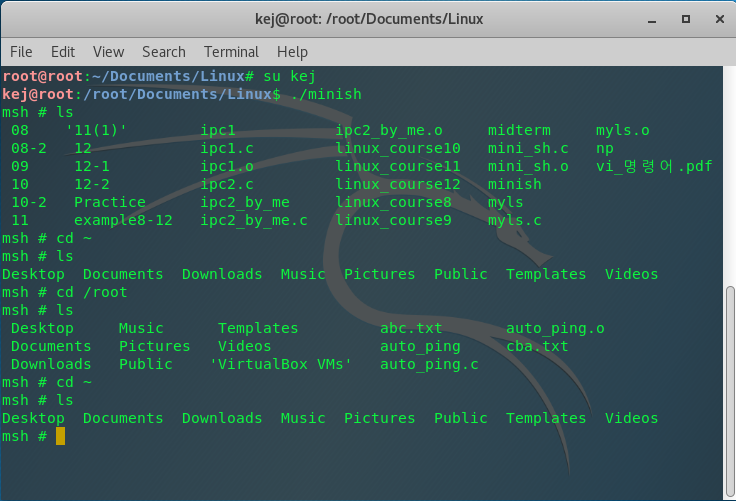 kej@root: /root/Documents/Linux
File Edit View Search Terminal Help
root@root:~/Documents/Linux# su kej
kej@root:/root/Documents/Linux$ ./minish
msh # ls
08 '11(1)' ipc1 ipc2_by_me.o midterm myls.o
08-2 12 ipc1.c linux_course10 mini_sh.c np
09 12-1 ipc1.o linux_course11 mini_sh.o vi_명령어.pdf
10 12-2 ipc2.c linux_course12 minish
10-2 Practice ipc2_by_me linux_course8 myls
11 example8-12 ipc2_by_me.c linux_course9 myls.c
msh # cd ~
msh # ls
Desktop Documents Downloads Music Pictures Public Templates Videos
msh # cd /root
msh # ls
Desktop Music Templates abc.txt auto_ping.o
Documents Pictures Videos auto_ping cba.txt
Downloads Public 'VirtualBox VMs' auto_ping.c
msh # cd ~
msh # ls
Desktop Documents Downloads Music Pictures Public Templates Videos
msh #